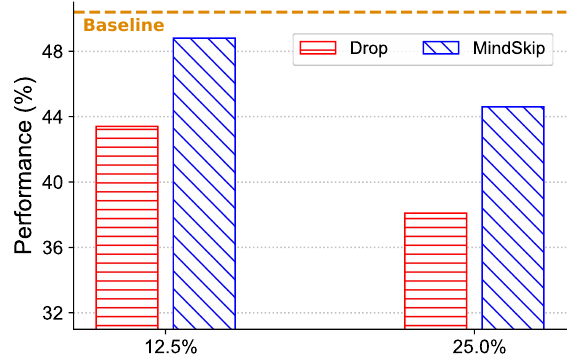 Baseline
Drop MindSkip
Performance (%)
48
44
40
36
32
12.5% 25.0%